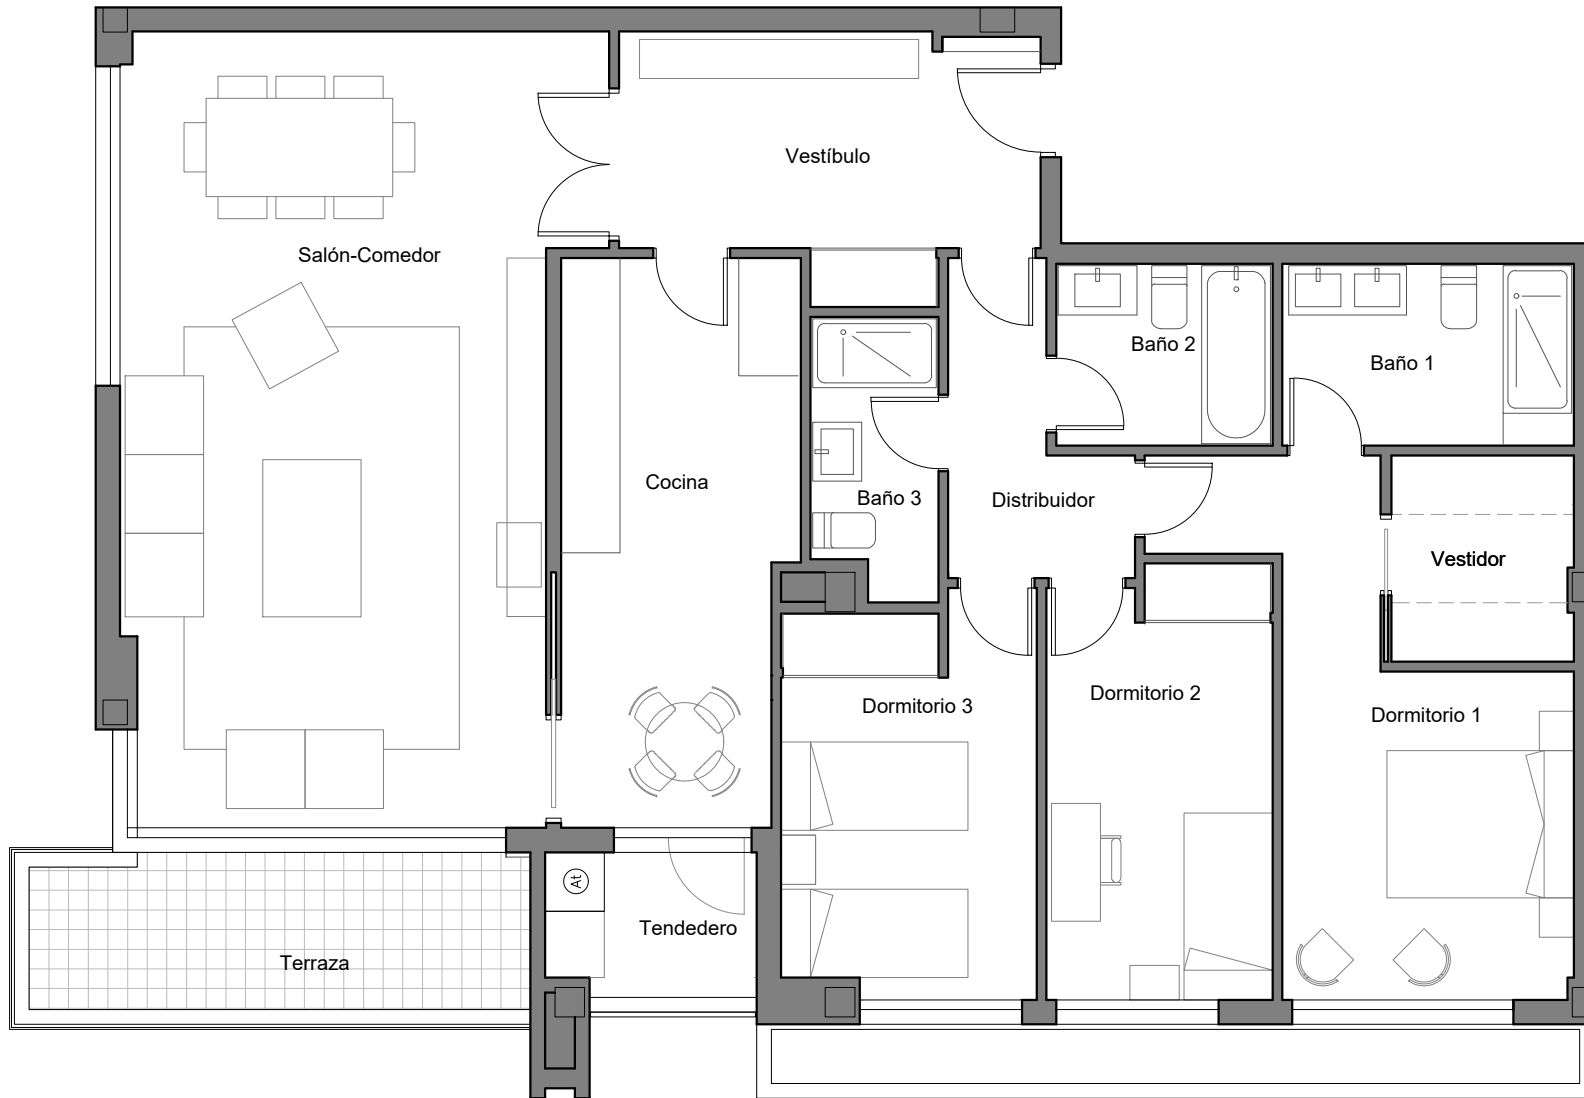 Vestíbulo
Salón-Comedor
Baño 2
Baño 1
Cocina
Baño 3
Distribuidor
Vestidor
Dormitorio 3
Dormitorio 2
Dormitorio 1
At
Tendedero
Terraza